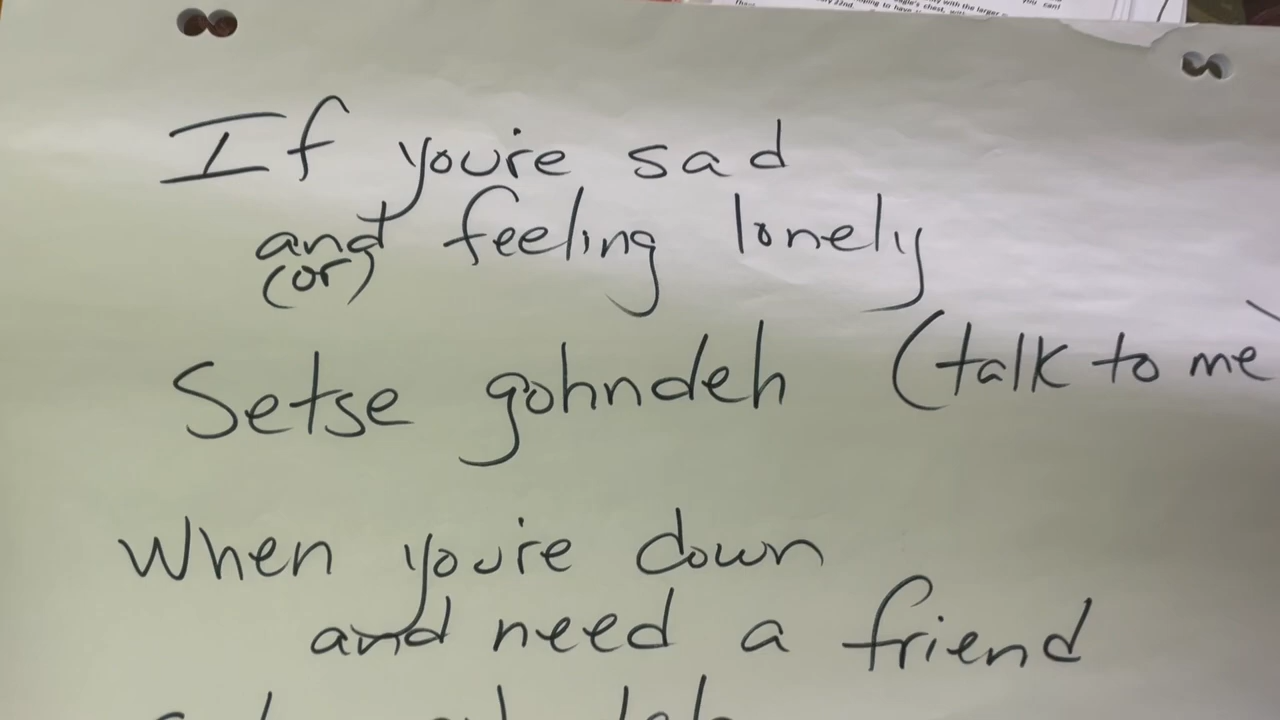 If you're sad
and feeling lonely
(or)
Setse gohndeh (talk to me)
When you're down
and need a friend